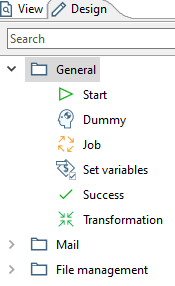 View Design
Search
General
Start
Dummy
Job
Set variables
Success
Transformation
Mail
File management